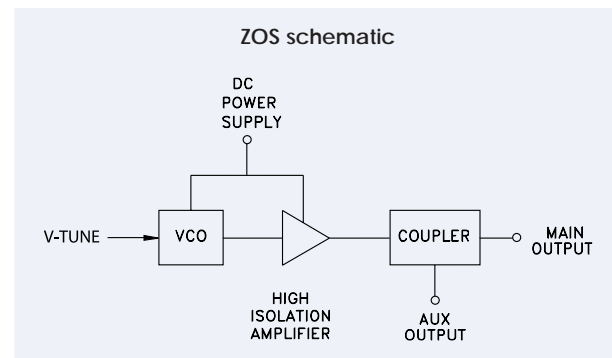 ZOS schematic
DC
POWER
SUPPLY
V-TUNE
VCO
COUPLER
MAIN
OUTPUT
HIGH
ISOLATION
AMPLIFIER
AUX
OUTPUT